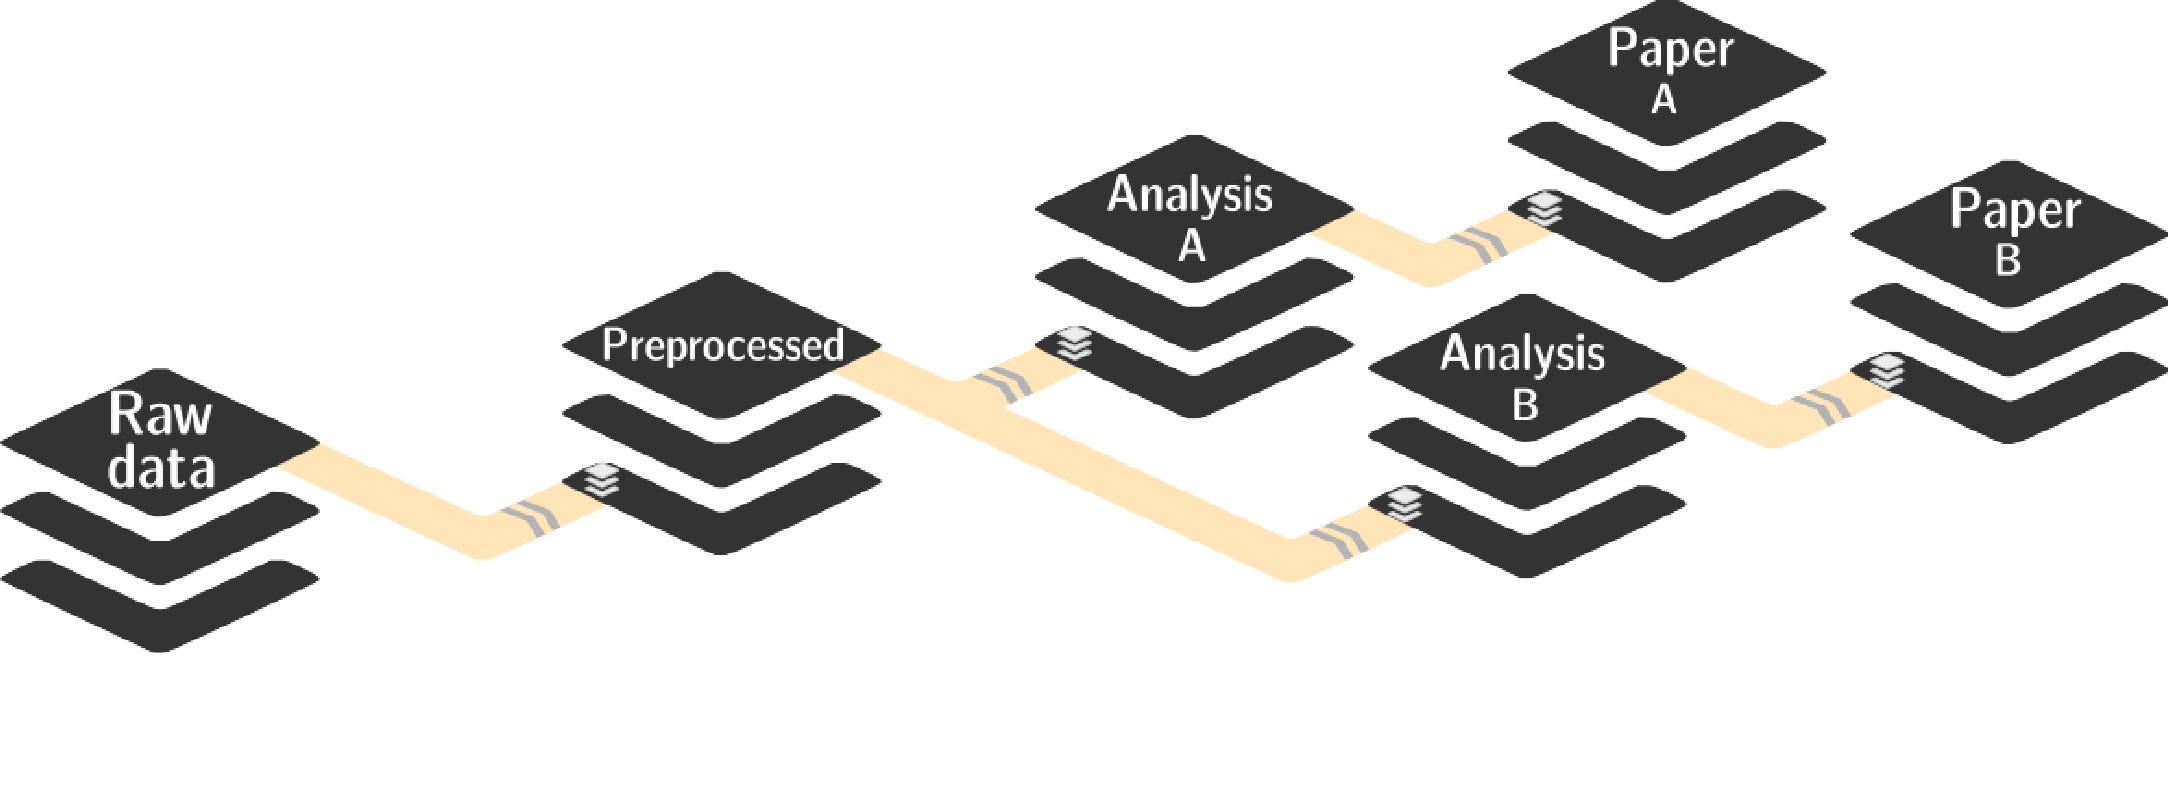 Raw
data
Preprocessed
Analysis
A
Paper
A
Analysis
B
Paper
B